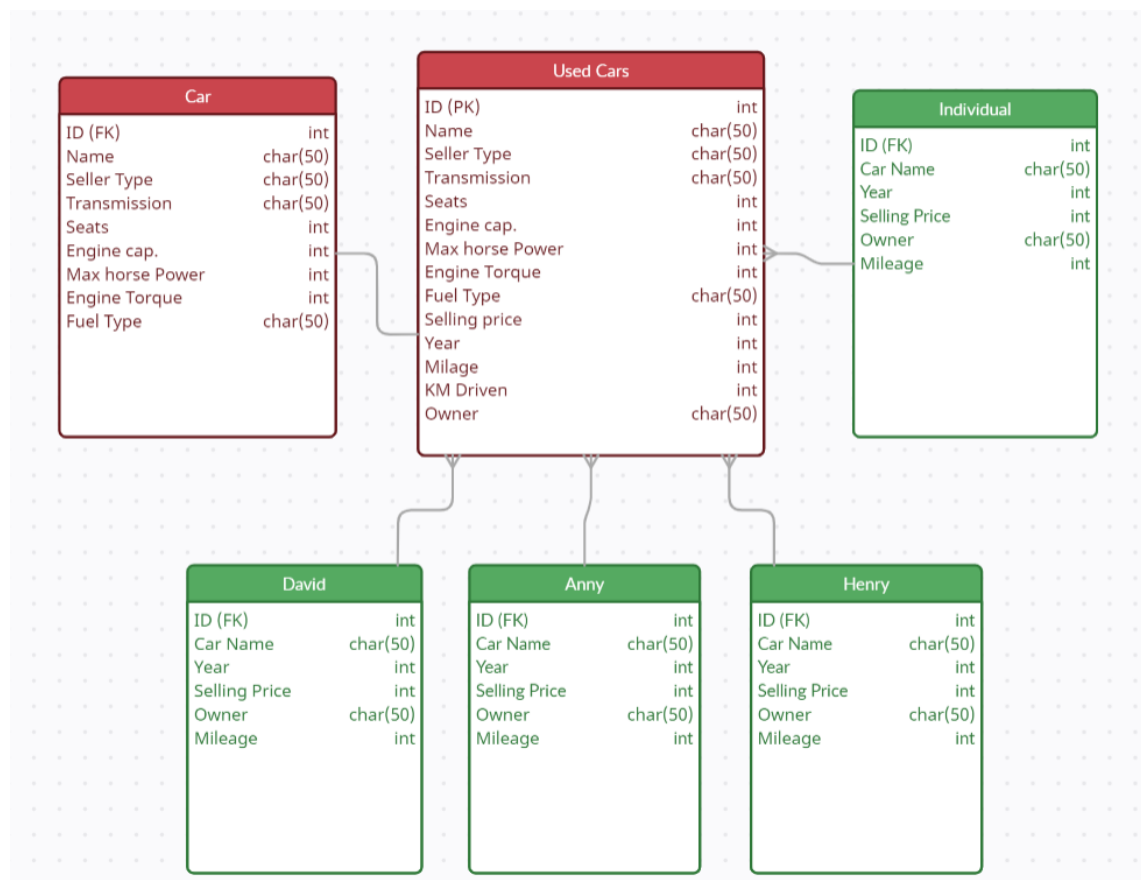 Car
ID (FK) int
Name char(50)
Seller Type char(50)
Transmission char(50)
Seats int
Engine cap. int
Max horse Power int
Engine Torque int
Fuel Type char(50)
Used Cars
ID (PK) int
Name char(50)
Seller Type char(50)
Transmission char(50)
Seats int
Engine cap. int
Max horse Power int
Engine Torque int
Fuel Type char(50)
Selling price int
Year int
Milage int
KM Driven int
Owner char(50)
Individual
ID (FK) int
Car Name char(50)
Year int
Selling Price int
Owner char(50)
Mileage int
David
ID (FK) int
Car Name char(50)
Year int
Selling Price int
Owner char(50)
Mileage int
Anny
ID (FK) int
Car Name char(50)
Year int
Selling Price int
Owner char(50)
Mileage int
Henry
ID (FK) int
Car Name char(50)
Year int
Selling Price int
Owner char(50)
Mileage int